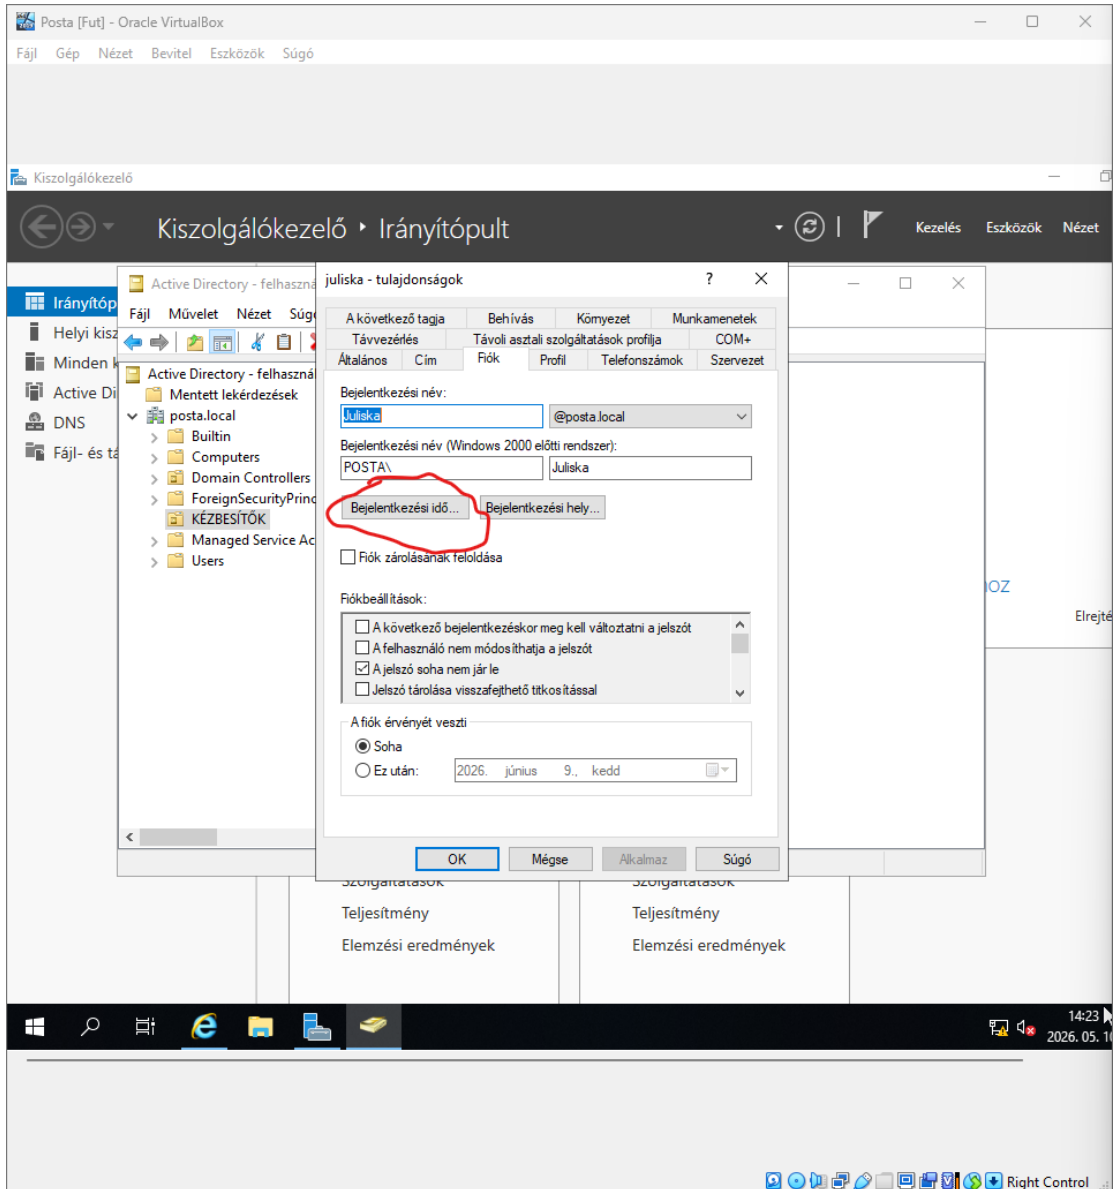 Posta [Fut] - Oracle VirtualBox
Fájl Gép Nézet Bevitel Eszközök Súgó
Kiszolgálókezelő
Kiszolgálókezelő Irányítópult
Kezelés Eszközök Nézet
Irányítóp
Helyi kisz
Minden k
Active Di
DNS
Fájl- és tá
Active Directory - felhaszná
Fájl Művelet Nézet Súg
Active Directory - felhasznál
Mentett lekérdezések
posta.local
Builtin
Computers
Domain Controllers
ForeignSecurityPrinc
KÉZBESÍTŐK
Managed Service Ac
Users
juliska - tulajdonságok
A következő tagja Behívás Környezet Munkamenetek
Távvezérlés Távoli asztali szolgáltatások profilja COM+
Általános Cím Fiók Profil Telefonszámok Szervezet
Bejelentkezési név:
Juliska @posta.local
Bejelentkezési név (Windows 2000 előtti rendszer):
POSTA\ Juliska
Bejelentkezési idő... Bejelentkezési hely...
Fiók zárolásának feloldása
Fiókbeállítások:
A következő bejelentkezéskor meg kell változtatni a jelszót
A felhasználó nem módosíthatja a jelszót
A jelszó soha nem jár le
Jelszó tárolása visszafejthető titkosítással
A fiók érvényét veszti
Soha
Ez után: 2026. június 9., kedd
OK Mégse Alkalmaz Súgó
hoz
Elrejté
Szolgáltatások Szolgáltatások
Teljesítmény Teljesítmény
Elemzési eredmények Elemzési eredmények
14:23
2026. 05. 10
Right Control